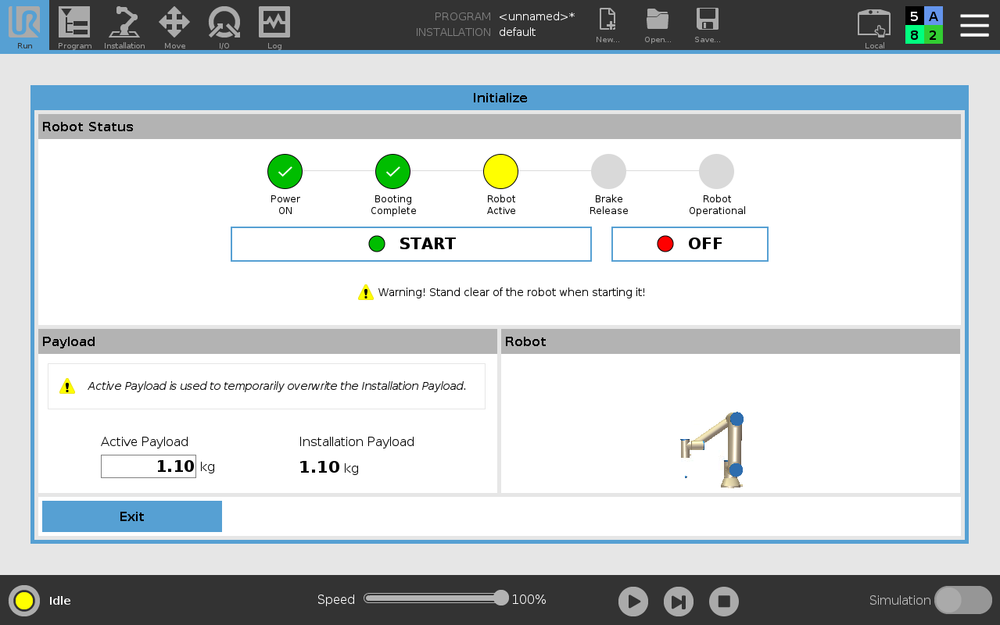 UR
Run
Program
Installation
Move
I/O
Log
PROGRAM <unnamed>*
INSTALLATION default
New...
Open...
Save...
Local
5 A
8 2
Initialize
Robot Status
Power
ON
Booting
Complete
Robot
Active
Brake
Release
Robot
Operational
START
OFF
Warning! Stand clear of the robot when starting it!
Payload
Active Payload is used to temporarily overwrite the Installation Payload.
Active Payload
1.10 kg
Installation Payload
1.10 kg
Robot
Exit
Idle
Speed 100%
Simulation